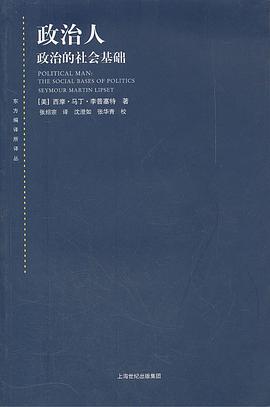 政治人
政治的社会基础
POLITICAL MAN:
THE SOCIAL BASES OF POLITICS
SEYMOUR MARTIN LIPSET
[美] 西摩·马丁·李普塞特 著
张绍宗 译 沈澄如 张华青 校
东方编译所译丛
上海世纪出版集团